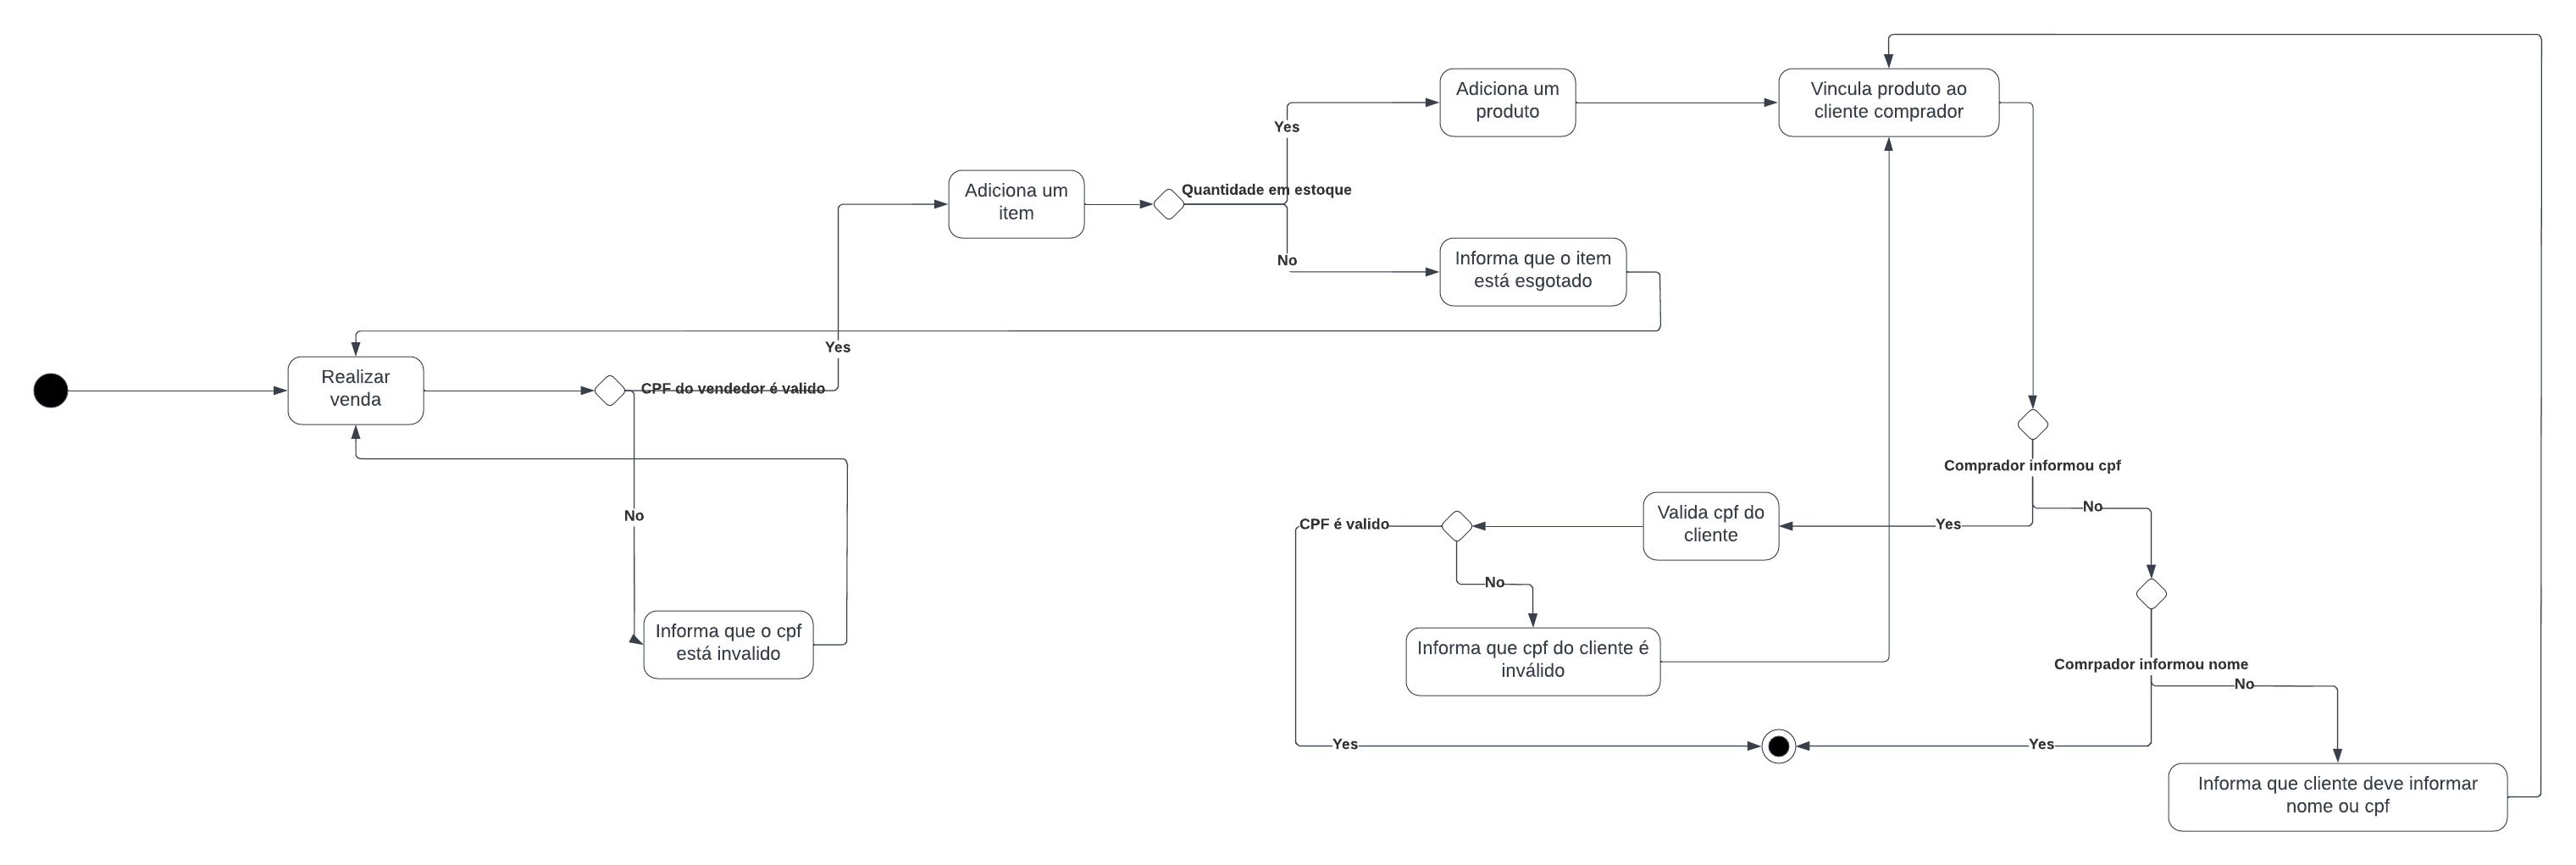 Adiciona um
produto
Vincula produto ao
cliente comprador
Yes
Adiciona um
item
Quantidade em estoque
No
Informa que o item
está esgotado
Yes
Realizar
venda
CPF do vendedor é valido
No
Informa que o cpf
está invalido
Comprador informou cpf
No
Yes
Valida cpf do
cliente
CPF é valido
No
Informa que cpf do cliente é
inválido
Comrpador informou nome
No
Yes
Yes
Informa que cliente deve informar
nome ou cpf